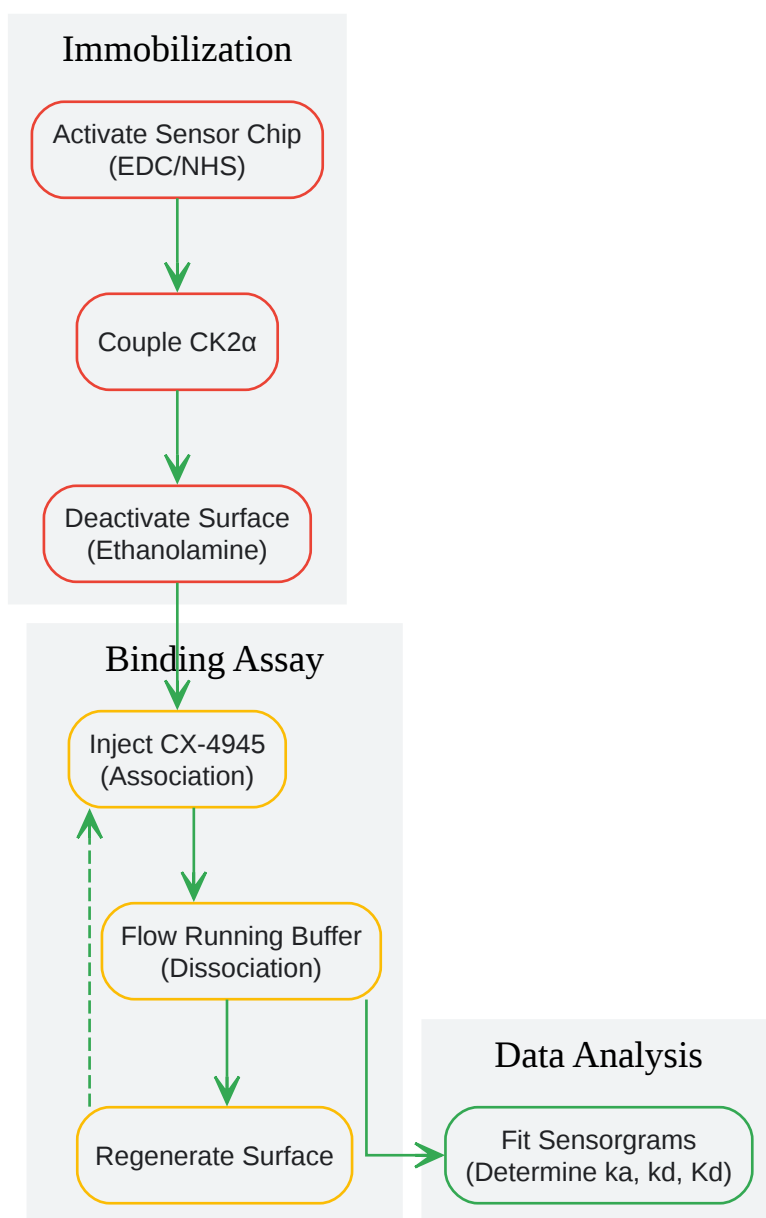 Immobilization
Activate Sensor Chip
(EDC/NHS)
Couple CK2α
Deactivate Surface
(Ethanolamine)
Binding Assay
Inject CX-4945
(Association)
Flow Running Buffer
(Dissociation)
Regenerate Surface
Data Analysis
Fit Sensorgrams
(Determine ka, kd, Kd)